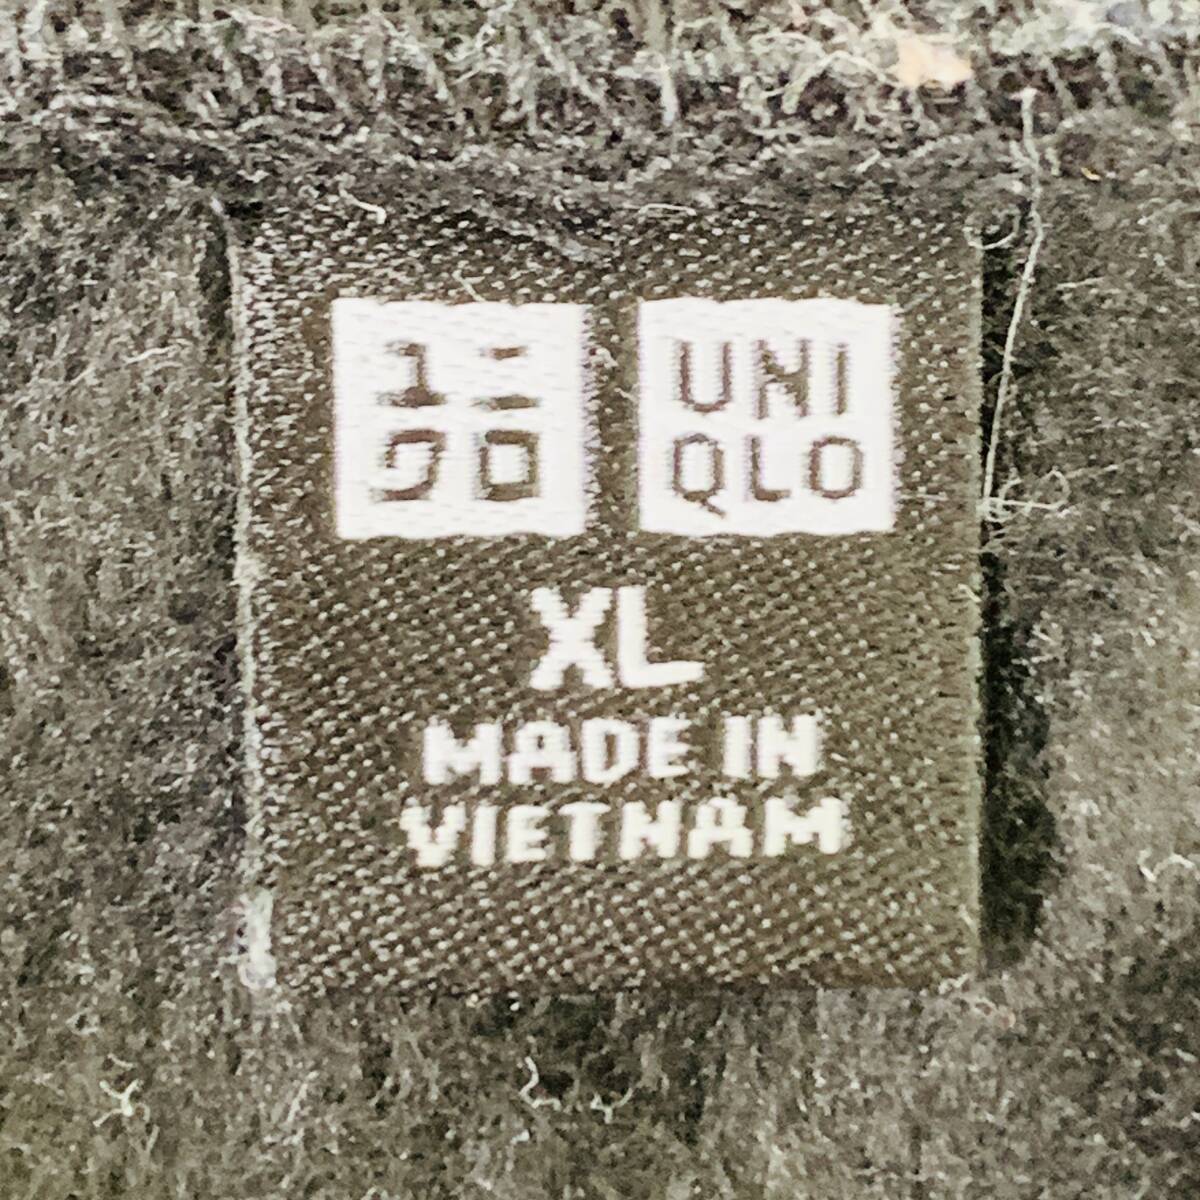 ユニ
クロ
UNI
QLO
XL
MADE IN
VIETNAM